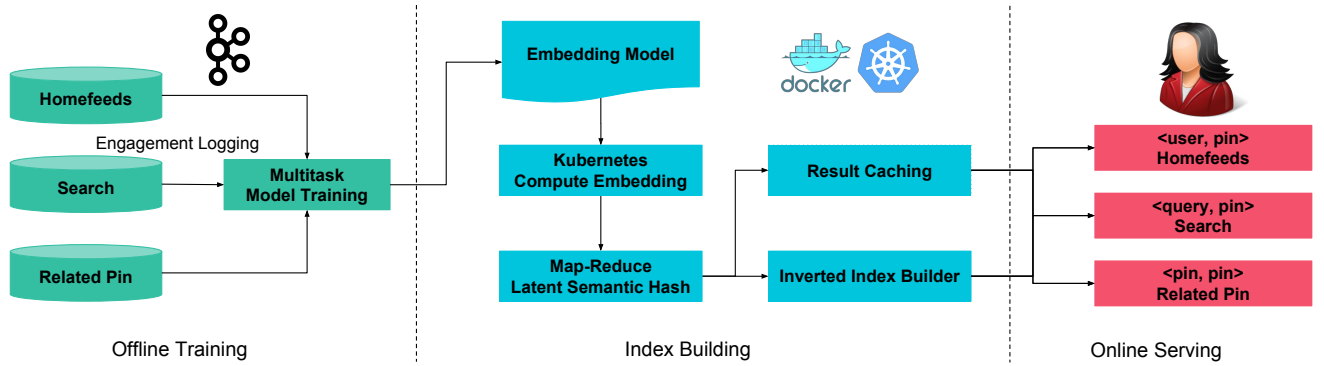 Homefeeds
Engagement Logging
Search
Multitask
Model Training
Related Pin
Offline Training
Embedding Model
docker
Kubernetes
Compute Embedding
Map-Reduce
Latent Semantic Hash
Result Caching
Inverted Index Builder
Index Building
<user, pin>
Homefeeds
<query, pin>
Search
<pin, pin>
Related Pin
Online Serving